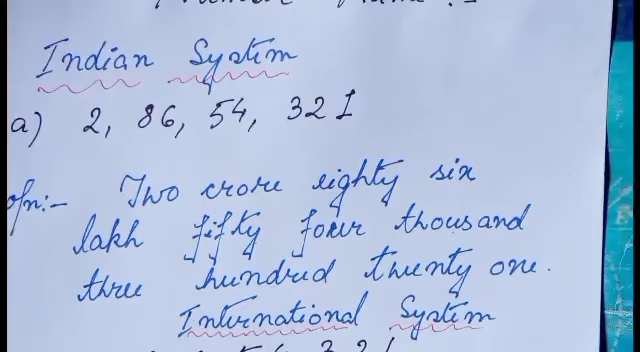 Indian System
a) 2, 86, 54, 321
ofn:- Two crore eighty six
lakh fifty four thousand
three hundred twenty one.
International System